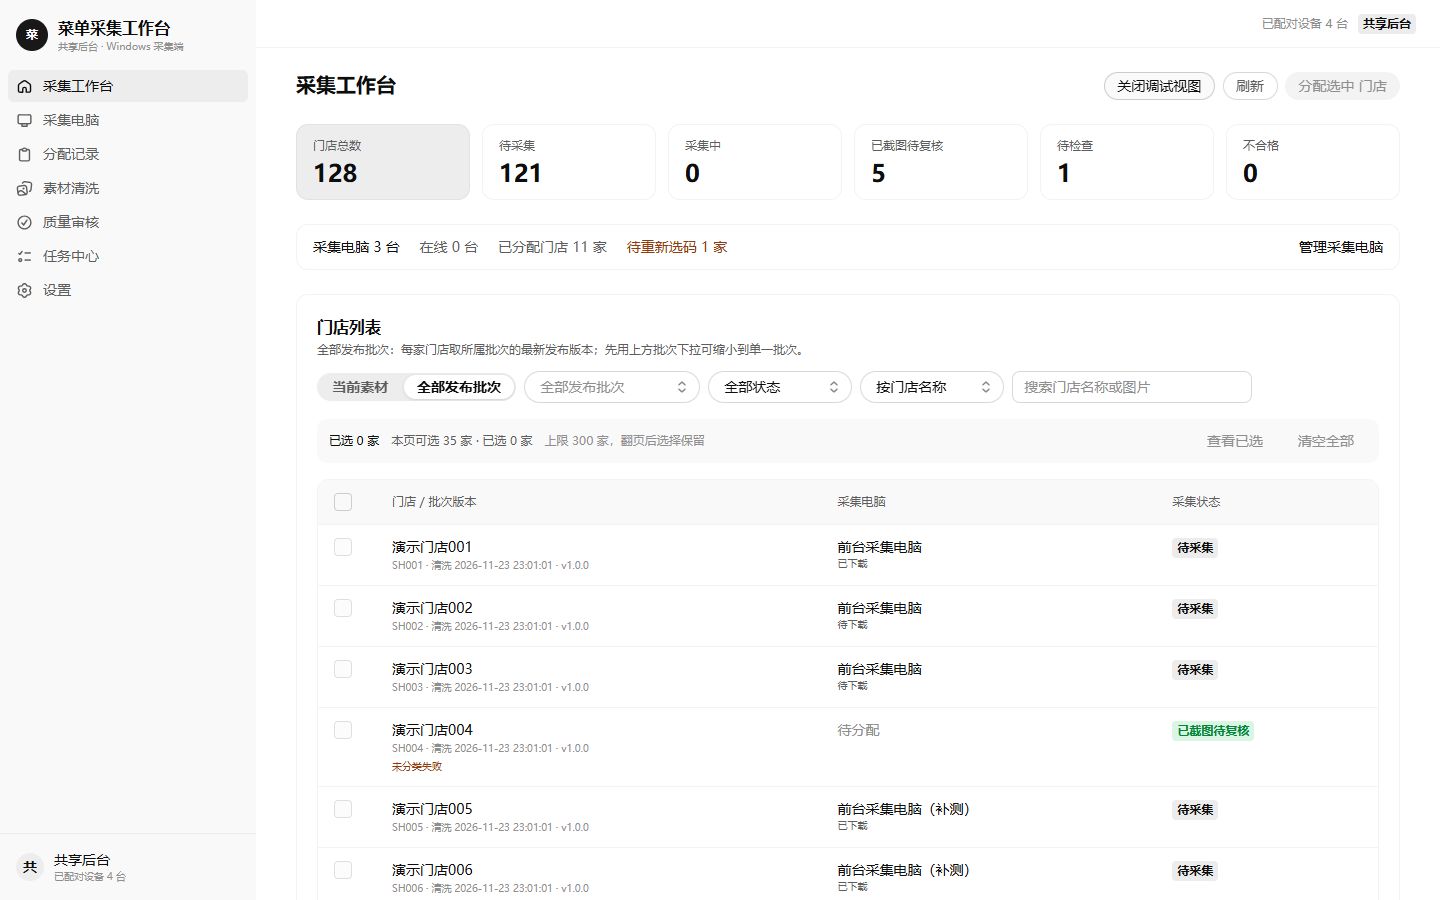 菜
菜单采集工作台
共享后台 · Windows 采集端
采集工作台
采集电脑
分配记录
素材清洗
质量审核
任务中心
设置
共
共享后台
已配对设备 4 台
已配对设备 4 台 共享后台
采集工作台
关闭调试视图 刷新 分配选中 门店
门店总数 待采集 采集中 已截图待复核 待检查 不合格
128 121 0 5 1 0
采集电脑 3 台 在线 0 台 已分配门店 11 家 待重新选码 1 家 管理采集电脑
门店列表
全部发布批次：每家门店取所属批次的最新发布版本；先用上方批次下拉可缩小到单一批次。
当前素材 全部发布批次 全部发布批次 全部状态 按门店名称 搜索门店名称或图片
已选 0 家 本页可选 35 家 · 已选 0 家 上限 300 家，翻页后选择保留 查看已选 清空全部
门店 / 批次版本 采集电脑 采集状态
演示门店001 前台采集电脑 待采集
SH001 · 清洗 2026-11-23 23:01:01 · v1.0.0 已下载
演示门店002 前台采集电脑 待采集
SH002 · 清洗 2026-11-23 23:01:01 · v1.0.0 待下载
演示门店003 前台采集电脑 待采集
SH003 · 清洗 2026-11-23 23:01:01 · v1.0.0 待下载
演示门店004 待分配 已截图待复核
SH004 · 清洗 2026-11-23 23:01:01 · v1.0.0
未分类失败
演示门店005 前台采集电脑（补测） 待采集
SH005 · 清洗 2026-11-23 23:01:01 · v1.0.0 已下载
演示门店006 前台采集电脑（补测） 待采集
SH006 · 清洗 2026-11-23 23:01:01 · v1.0.0 已下载